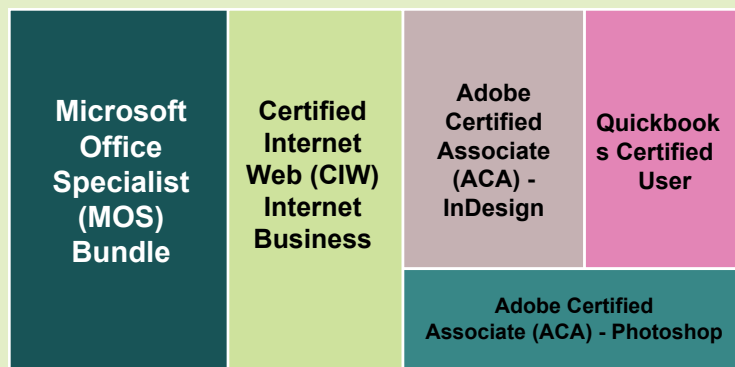 Microsoft
Office
Specialist
(MOS)
Bundle
Certified
Internet
Web (CIW)
Internet
Business
Adobe
Certified
Associate
(ACA) -
InDesign
Quickbook
s Certified
User
Adobe Certified
Associate (ACA) - Photoshop